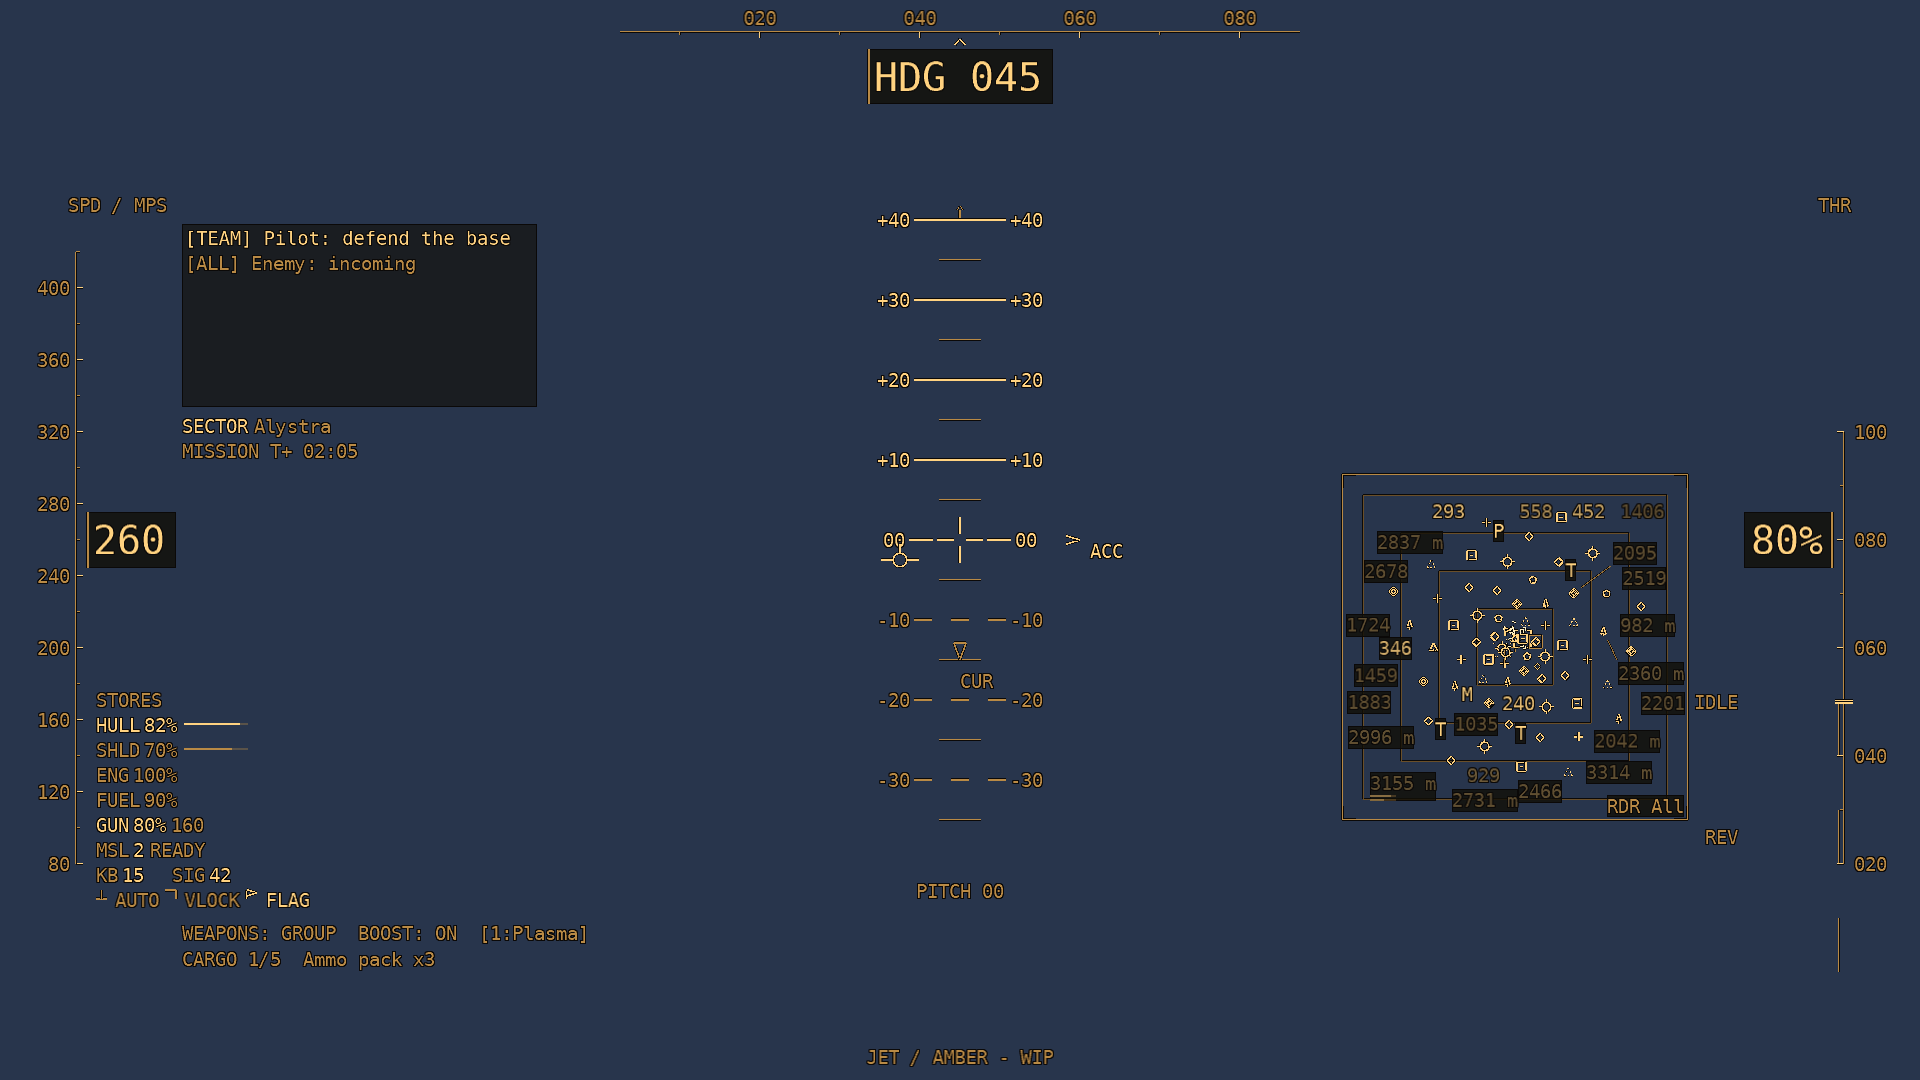 020 040 060 080
HDG 045
SPD / MPS
THR
[TEAM] Pilot: defend the base
[ALL] Enemy: incoming
SECTOR Alystra
MISSION T+ 02:05
400
360
320
280
240
200
160
120
80
260
+40 +40
+30 +30
+20 +20
+10 +10
00 00
ACC
-10 -10
CUR
-20 -20
-30 -30
PITCH 00
293 558 452 1406
P
2837 m
2095
2678
T
2519
1724
982 m
346
1459
2360 m
M
1883
240
2201
1035
T
T
2996 m
2042 m
929
3314 m
3155 m
2466
2731 m
RDR All
100
080
060
040
020
80%
IDLE
REV
STORES
HULL 82%
SHLD 70%
ENG 100%
FUEL 90%
GUN 80% 160
MSL 2 READY
KB 15 SIG 42
AUTO VLOCK FLAG
WEAPONS: GROUP BOOST: ON [1:Plasma]
CARGO 1/5 Ammo pack x3
JET / AMBER - WIP